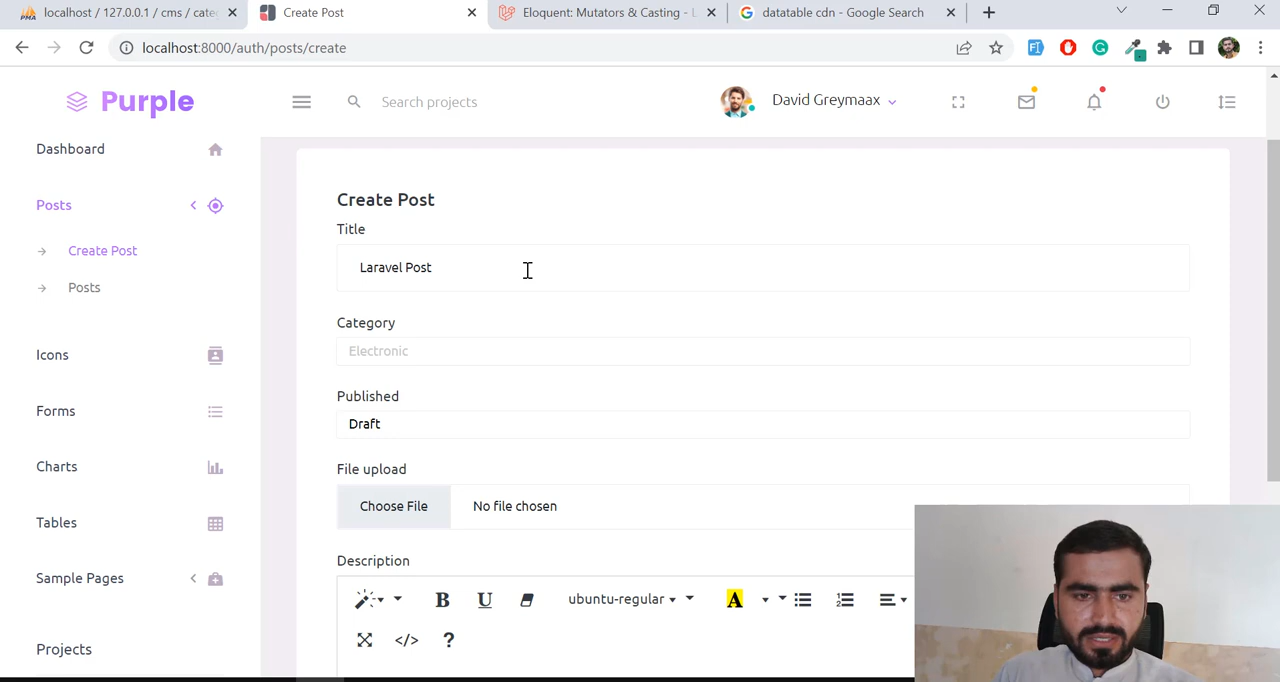 localhost / 127.0.0.1 / cms / cate
Create Post
Eloquent: Mutators & Casting - L
datatable cdn - Google Search
localhost:8000/auth/posts/create
Purple
Search projects
David Greymaax
Dashboard
Posts
Create Post
Posts
Icons
Forms
Charts
Tables
Sample Pages
Projects
Create Post
Title
Laravel Post
Category
Electronic
Published
Draft
File upload
Choose File No file chosen
Description
B U ubuntu-regular A
</> ?